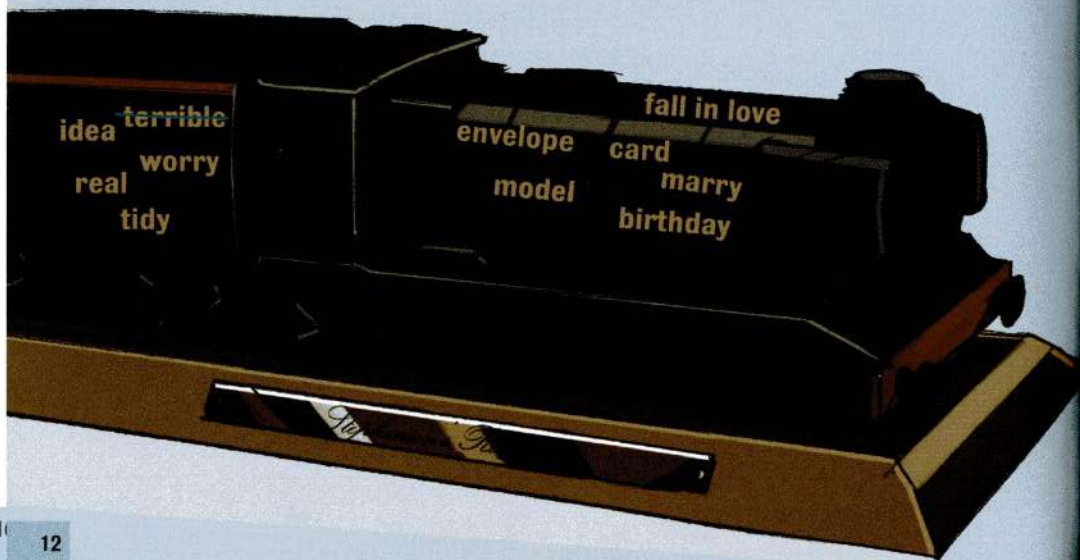 terrible
idea
worry
real
tidy
fall in love
envelope
card
model
marry
birthday
12